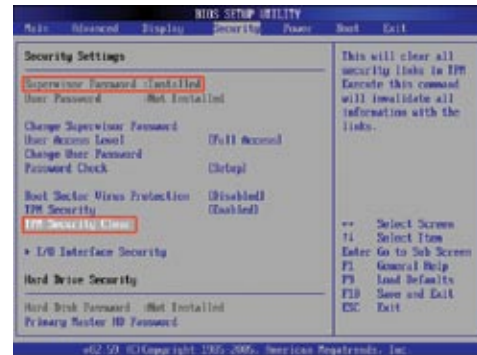 BIOS SETUP UTILITY
Main Advanced Display Security Power Boot Exit
Security Settings
Supervisor Password :Installed
User Password :Not Installed
Change Supervisor Password
User Access Level [Full Access]
Change User Password
Password Check [Setup]
Boot Sector Virus Protection [Disabled]
TPM Security [Enabled]
TPM Security Clear
I/O Interface Security
Hard Drive Security
Hard Disk Password :Not Installed
Primary Master HD Password
This will clear all
security links in TPM
Execute this command
will invalidate all
information with the
links.
↔ Select Screen
↑↓ Select Item
Enter Go to Sub Screen
F1 General Help
F9 Load Defaults
F10 Save and Exit
ESC Exit
v02.59 (C)Copyright 1985-2005, American Megatrends, Inc.